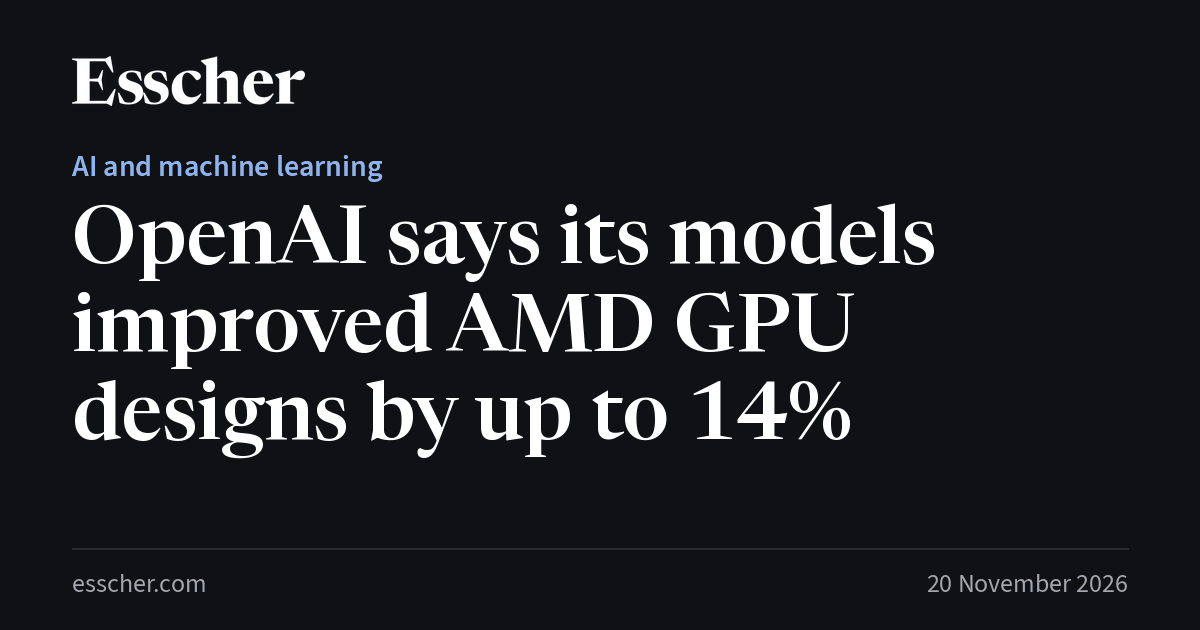 Esscher
AI and machine learning
OpenAI says its models
improved AMD GPU
designs by up to 14%
esscher.com
20 November 2026